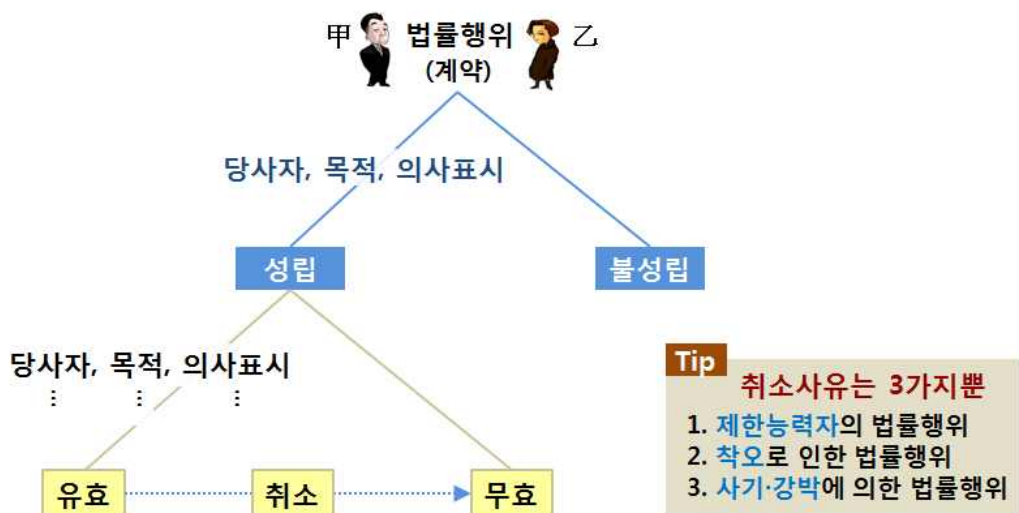 甲 법률행위 乙
(계약)
당사자, 목적, 의사표시
성립 불성립
당사자, 목적, 의사표시
⋮ ⋮ ⋮
유효 취소 무효
Tip
취소사유는 3가지뿐
1. 제한능력자의 법률행위
2. 착오로 인한 법률행위
3. 사기·강박에 의한 법률행위